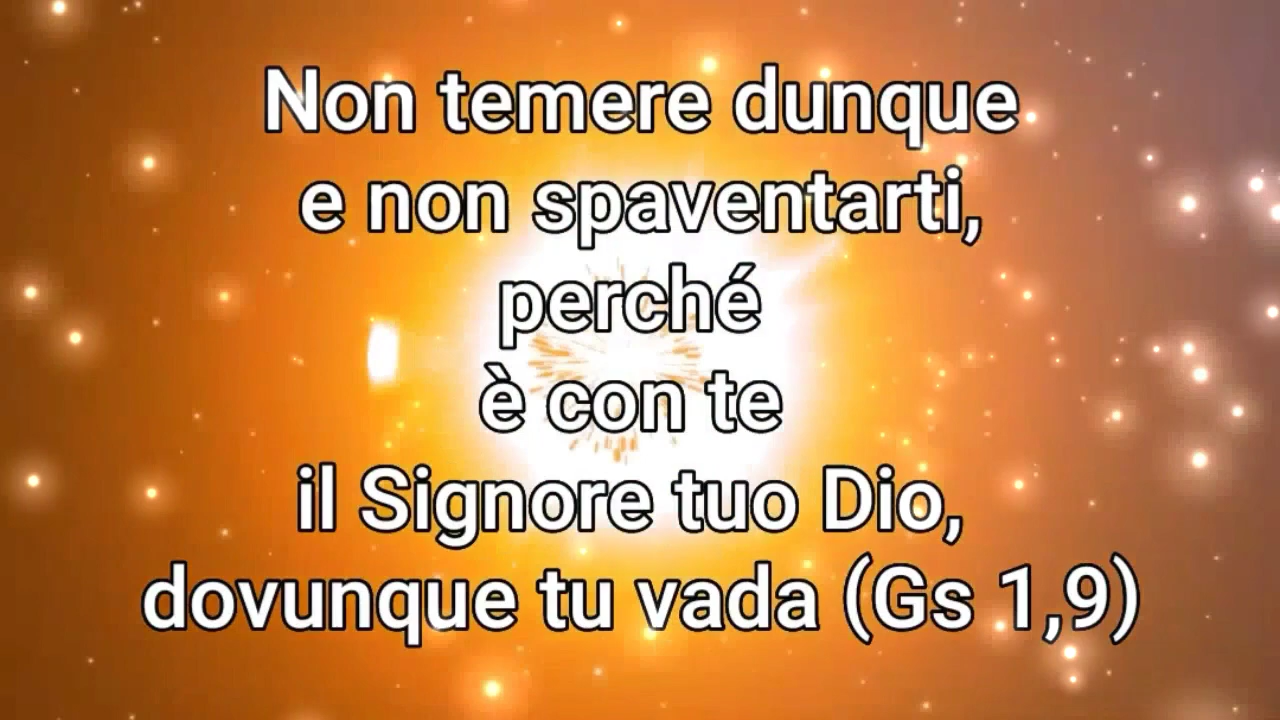 Non temere dunque
e non spaventarti,
perché
è con te
il Signore tuo Dio,
dovunque tu vada (Gs 1,9)